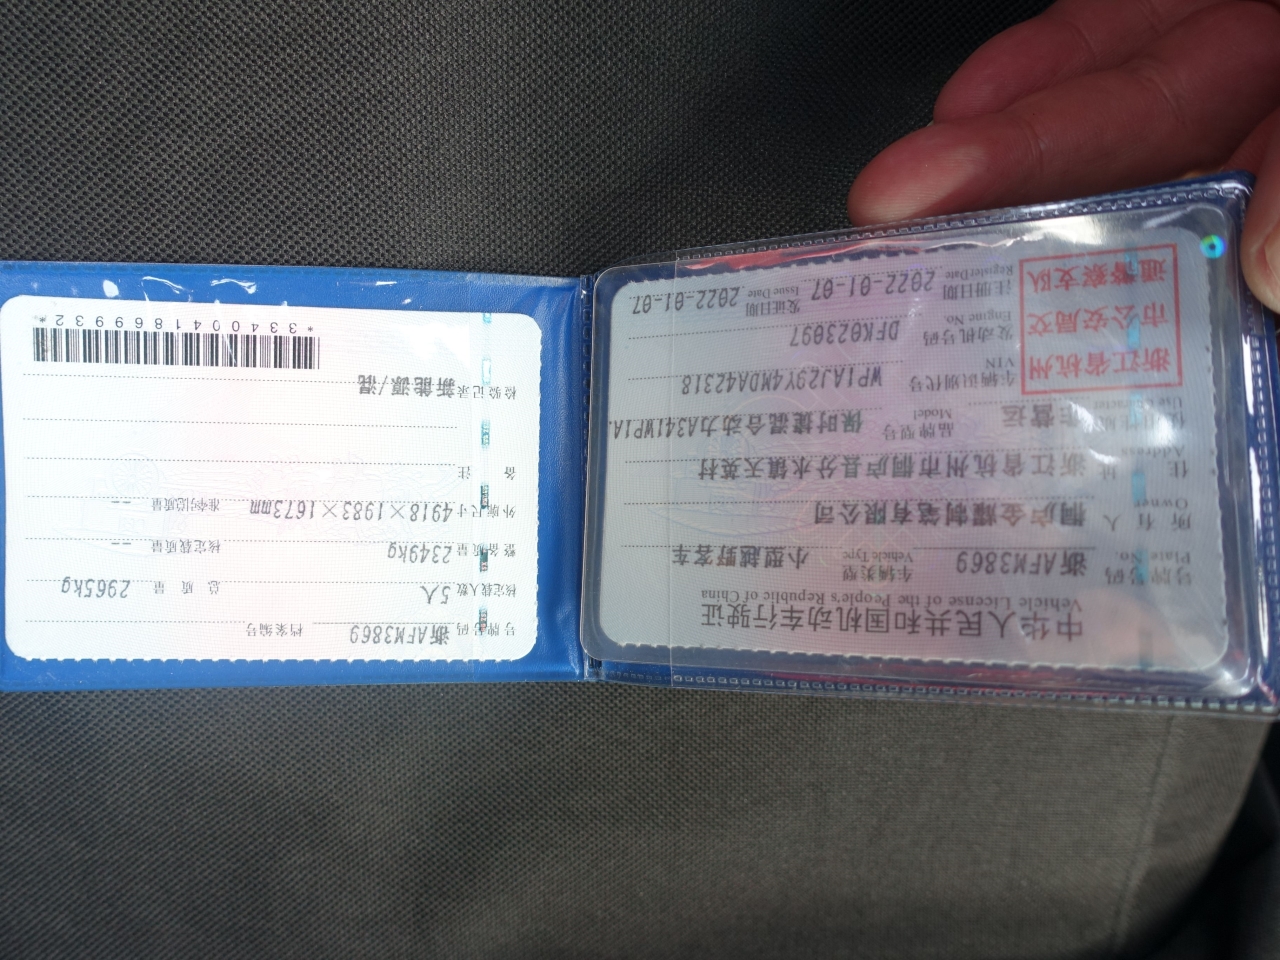 中华人民共和国机动车行驶证
Vehicle License of the People's Republic of China
号牌号码 浙AFM3869 车辆类型 小型越野客车
Plate No. Vehicle Type
所有人 桐庐金耀制笔有限公司
Owner
住址 浙江省杭州市桐庐县分水镇天英村
Address
使用性质 非营运 品牌型号 保时捷混合动力A341WP1A.
Use Character Model
浙江省杭州
市公安局交
通警察支队
车辆识别代号 WP1AJ29Y4MDA42318
VIN
发动机号码 DFK023097
Engine No.
注册日期 2022-01-07 发证日期 2022-01-07
Register Date Issue Date
号牌号码 浙AFM3869 档案编号
核定载人数 5人 总质量 2965kg
整备质量 2349kg 核定载质量 --
外廓尺寸 4918×1983×1673mm 准牵引总质量 --
备注
检验记录 新能源/混
*3340041869932*